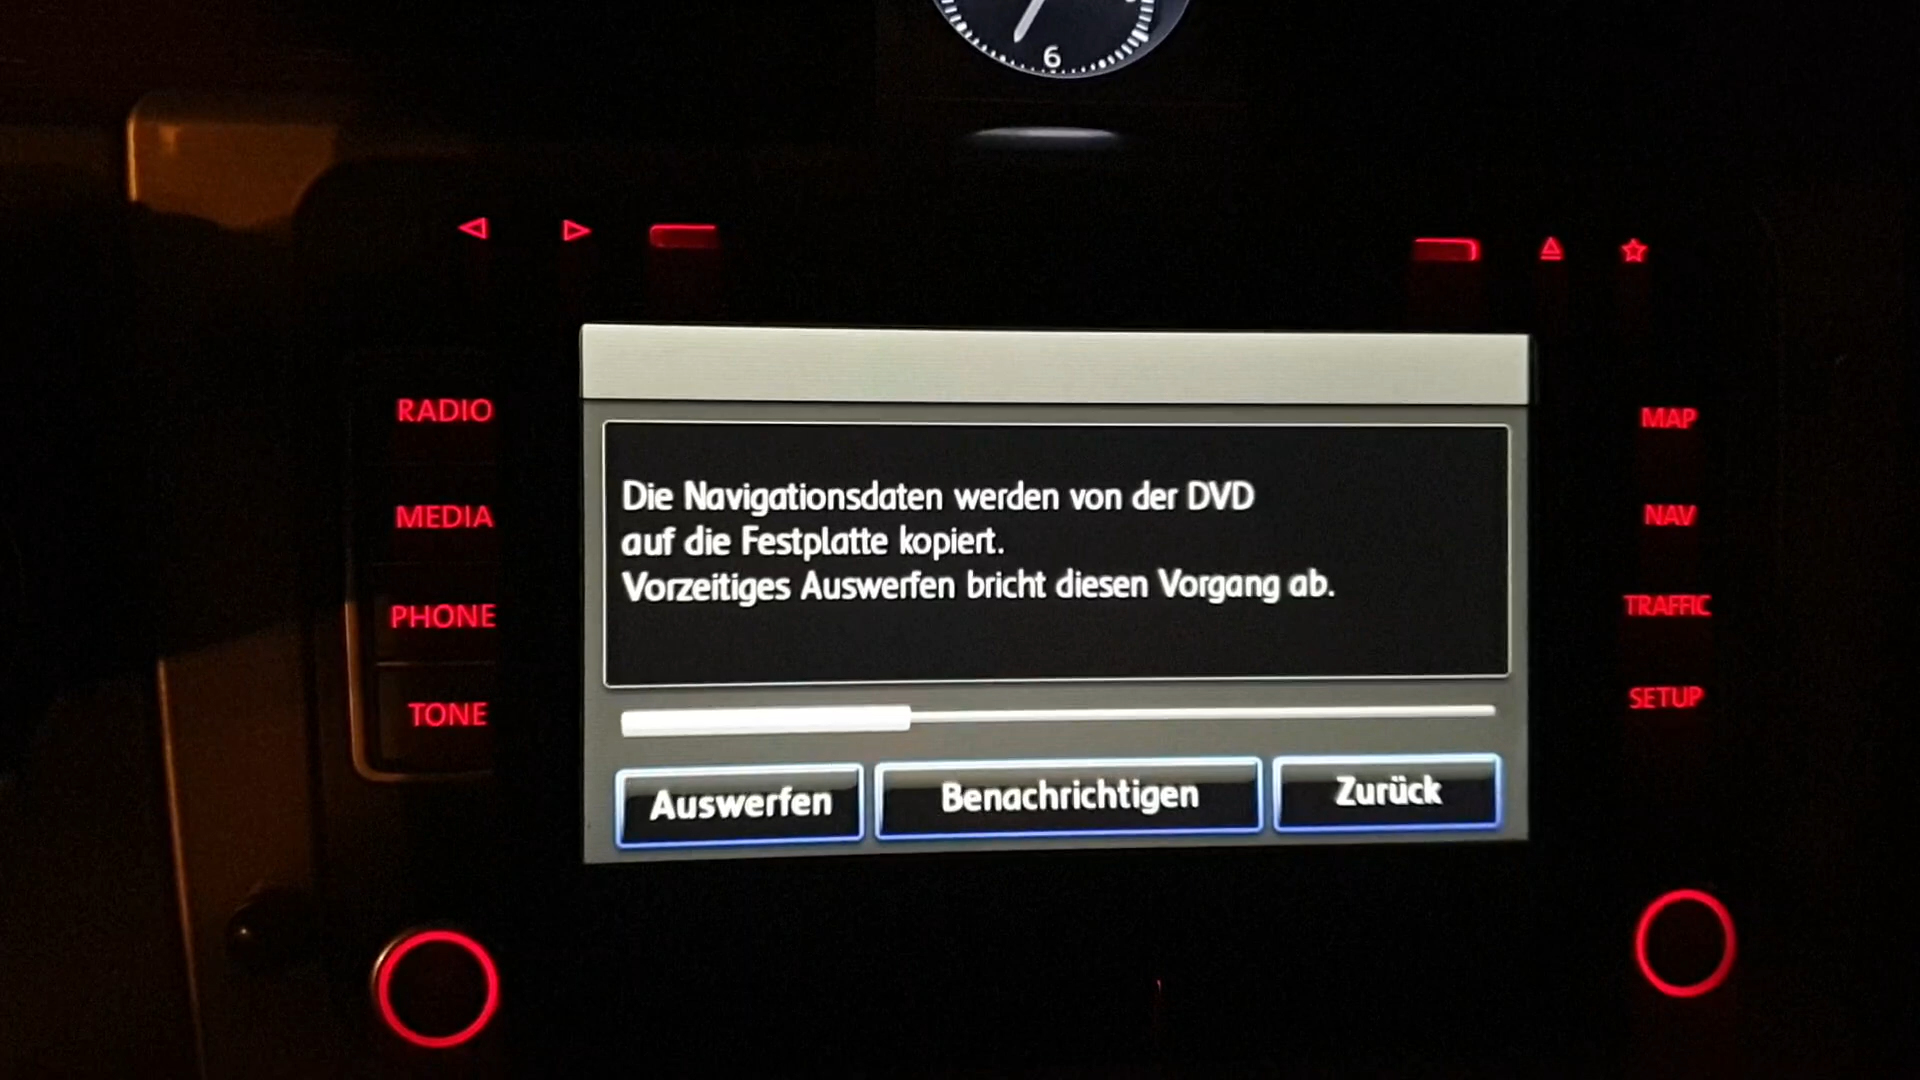 6
RADIO
MEDIA
PHONE
TONE
Die Navigationsdaten werden von der DVD
auf die Festplatte kopiert.
Vorzeitiges Auswerfen bricht diesen Vorgang ab.
Auswerfen
Benachrichtigen
Zurück
MAP
NAV
TRAFFIC
SETUP